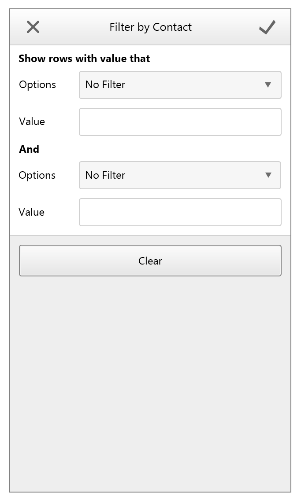 Filter by Contact
Show rows with value that
Options No Filter
Value
And
Options No Filter
Value
Clear